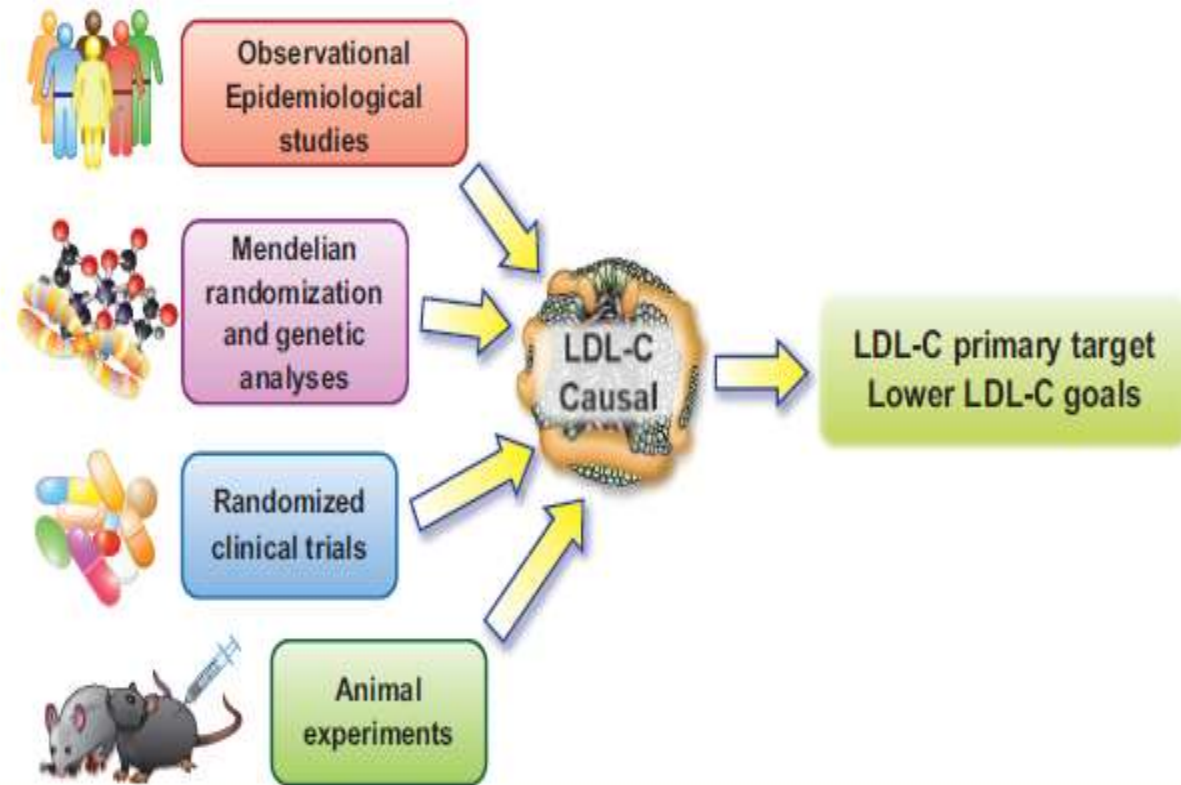 Observational
Epidemiological
studies
Mendelian
randomization
and genetic
analyses
Randomized
clinical trials
Animal
experiments
LDL-C
Causal
LDL-C primary target
Lower LDL-C goals